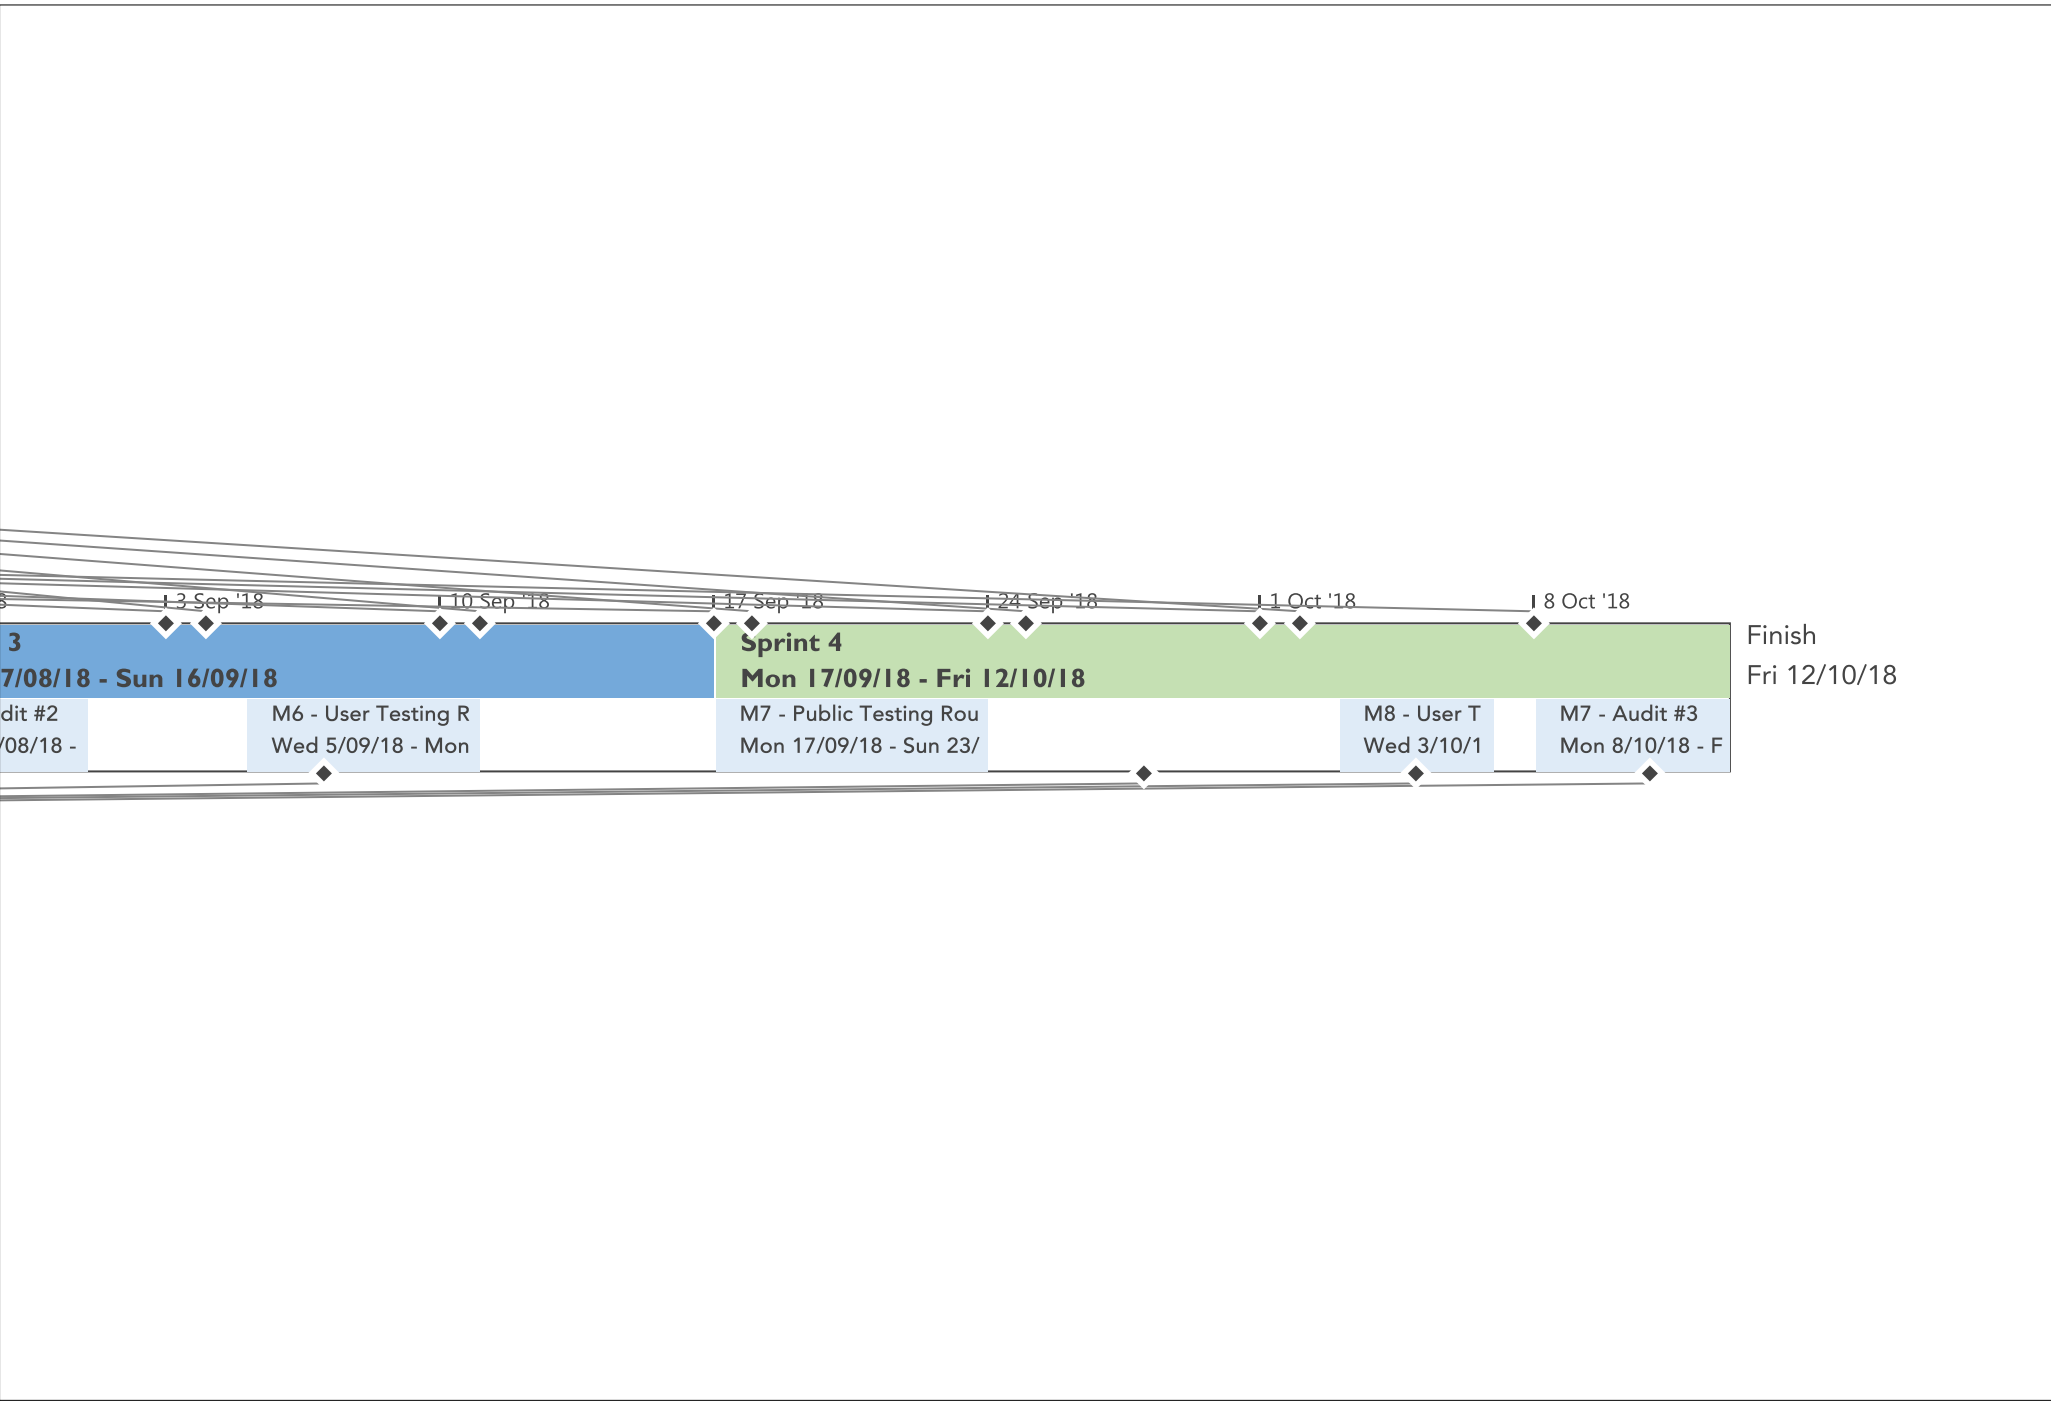 3 Sep '18
10 Sep '18
17 Sep '18
24 Sep '18
1 Oct '18
8 Oct '18
3
7/08/18 - Sun 16/09/18
Sprint 4
Mon 17/09/18 - Fri 12/10/18
Finish
Fri 12/10/18
dit #2
/08/18 -
M6 - User Testing R
Wed 5/09/18 - Mon
M7 - Public Testing Rou
Mon 17/09/18 - Sun 23/
M8 - User T
Wed 3/10/1
M7 - Audit #3
Mon 8/10/18 - F